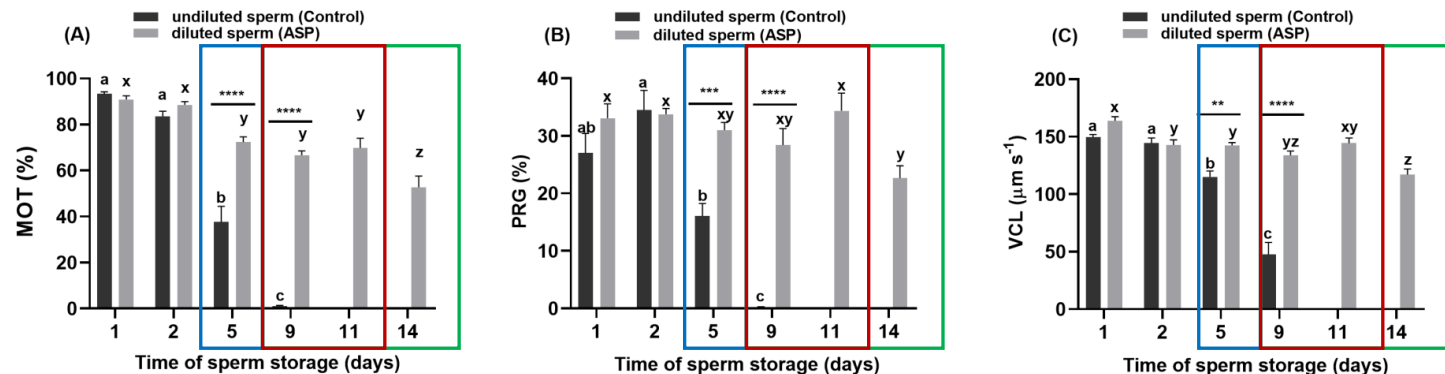 undiluted sperm (Control)
diluted sperm (ASP)
(A)
MOT (%)
100
80
60
40
20
0
a
x
a
x
****
b
y
****
c
y
y
z
1
2
5
9
11
14
Time of sperm storage (days)
undiluted sperm (Control)
diluted sperm (ASP)
(B)
PRG (%)
40
30
20
10
0
ab
x
a
x
***
b
xy
****
c
xy
x
y
1
2
5
9
11
14
Time of sperm storage (days)
undiluted sperm (Control)
diluted sperm (ASP)
(C)
VCL (µm s⁻¹)
200
150
100
50
0
a
x
a
y
**
b
y
****
c
yz
xy
z
1
2
5
9
11
14
Time of sperm storage (days)